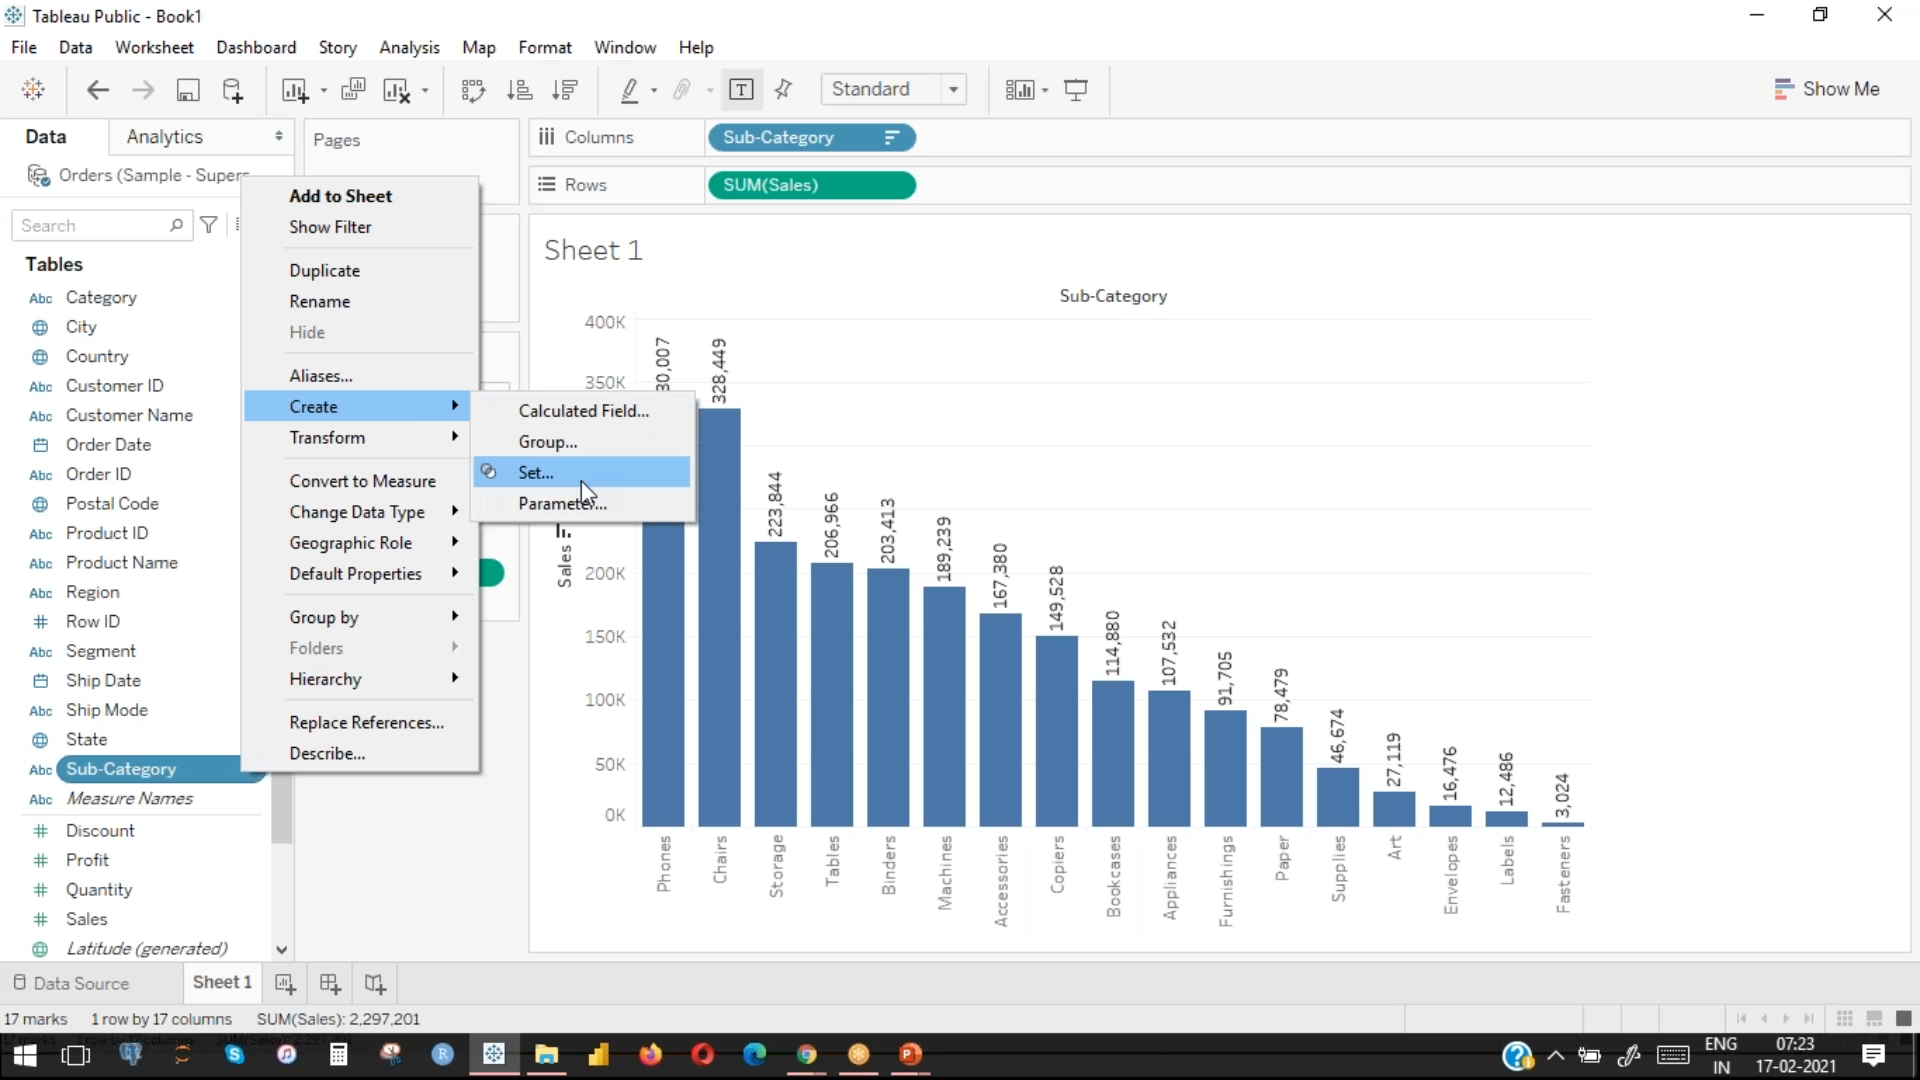 Tableau Public - Book1
File Data Worksheet Dashboard Story Analysis Map Format Window Help
Standard
Show Me
Data Analytics
Pages
Columns
Sub-Category
Orders (Sample - Supers
Rows
SUM(Sales)
Search
Tables
Category
City
Country
Customer ID
Customer Name
Order Date
Order ID
Postal Code
Product ID
Product Name
Region
Row ID
Segment
Ship Date
Ship Mode
State
Sub-Category
Measure Names
Discount
Profit
Quantity
Sales
Latitude (generated)
Abc
Abc
Abc
Abc
Abc
Abc
Abc
Abc
Abc
Abc
Abc
Add to Sheet
Show Filter
Duplicate
Rename
Hide
Aliases...
Create
Transform
Convert to Measure
Change Data Type
Geographic Role
Default Properties
Group by
Folders
Hierarchy
Replace References...
Describe...
Calculated Field...
Group...
Set...
Parameter...
Sheet 1
Sub-Category
400K
350K
200K
150K
100K
50K
0K
Sales
30,007
328,449
223,844
206,966
203,413
189,239
167,380
149,528
114,880
107,532
91,705
78,479
46,674
27,119
16,476
12,486
3,024
Phones
Chairs
Storage
Tables
Binders
Machines
Accessories
Copiers
Bookcases
Appliances
Furnishings
Paper
Supplies
Art
Envelopes
Labels
Fasteners
Data Source
Sheet 1
17 marks 1 row by 17 columns SUM(Sales): 2,297,201
ENG
IN
07:23
17-02-2021